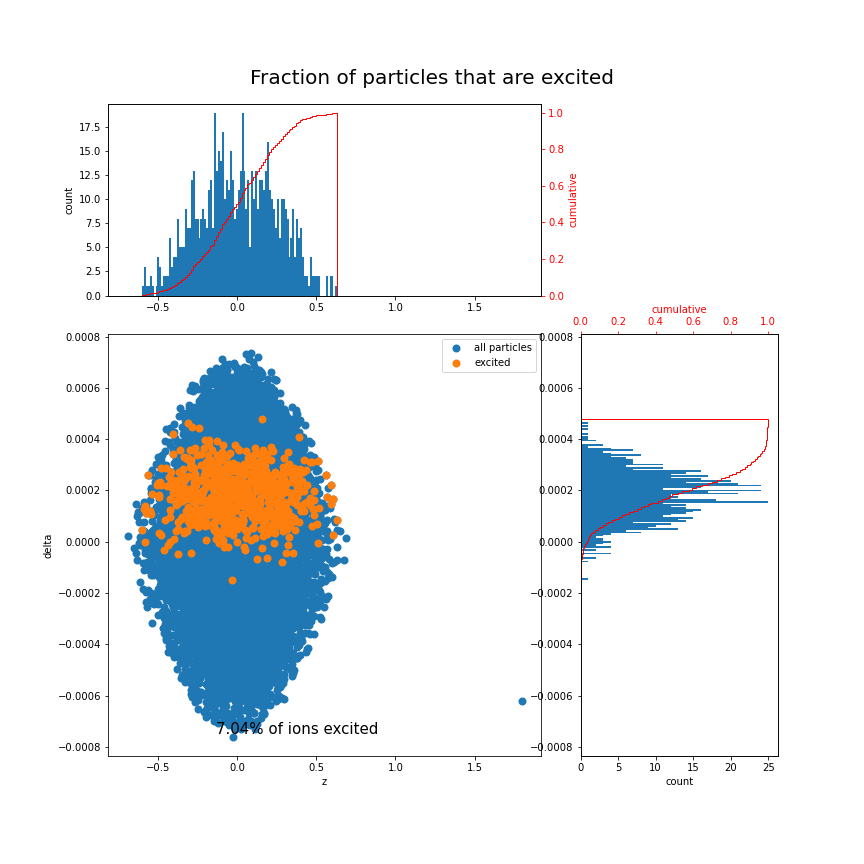 Fraction of particles that are excited
17.5
15.0
12.5
10.0
7.5
5.0
2.5
0.0
count
−0.5 0.0 0.5 1.0 1.5
1.0
0.8
0.6
0.4
0.2
0.0
cumulative
0.0008
0.0006
0.0004
0.0002
0.0000
−0.0002
−0.0004
−0.0006
−0.0008
delta
all particles
excited
7.04% of ions excited
−0.5 0.0 0.5 1.0 1.5
z
cumulative
0.0 0.2 0.4 0.6 0.8 1.0
0.0008
0.0006
0.0004
0.0002
0.0000
−0.0002
−0.0004
−0.0006
−0.0008
0 5 10 15 20 25
count